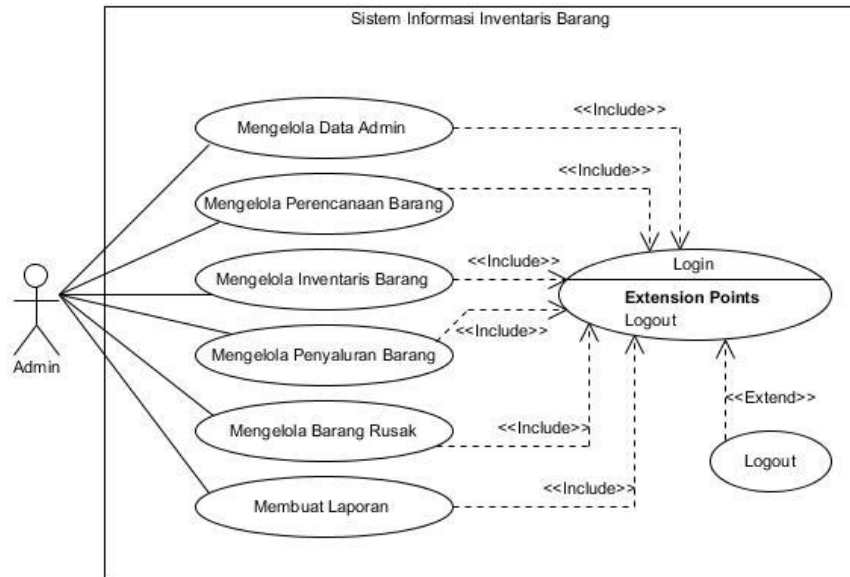 Sistem Informasi Inventaris Barang
<<Include>>
Mengelola Data Admin
<<Include>>
Mengelola Perencanaan Barang
<<Include>>
Mengelola Inventaris Barang
Login
Extension Points
Logout
<<Include>>
Mengelola Penyaluran Barang
Admin
<<Extend>>
<<Include>>
Mengelola Barang Rusak
Logout
<<Include>>
Membuat Laporan